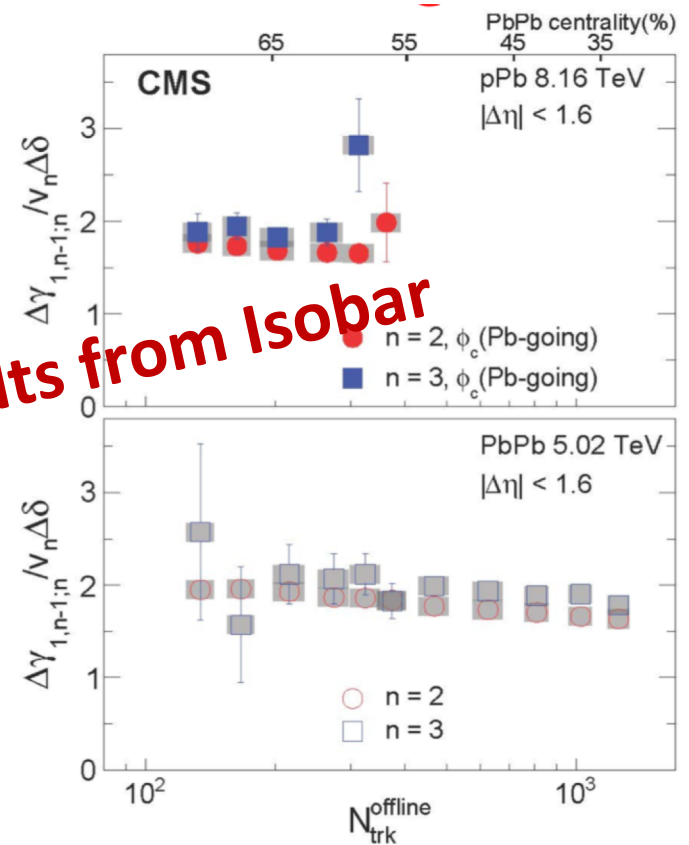 PbPb centrality(%)
65 55 45 35
CMS
pPb 8.16 TeV
|Δη| < 1.6
3
2
1
0
Δγ1,n-1;n/vnΔδ
from Isobar
n = 2, ϕc(Pb-going)
n = 3, ϕc(Pb-going)
PbPb 5.02 TeV
|Δη| < 1.6
3
2
1
0
Δγ1,n-1;n/vnΔδ
n = 2
n = 3
10² 10³
Ntrk^offline